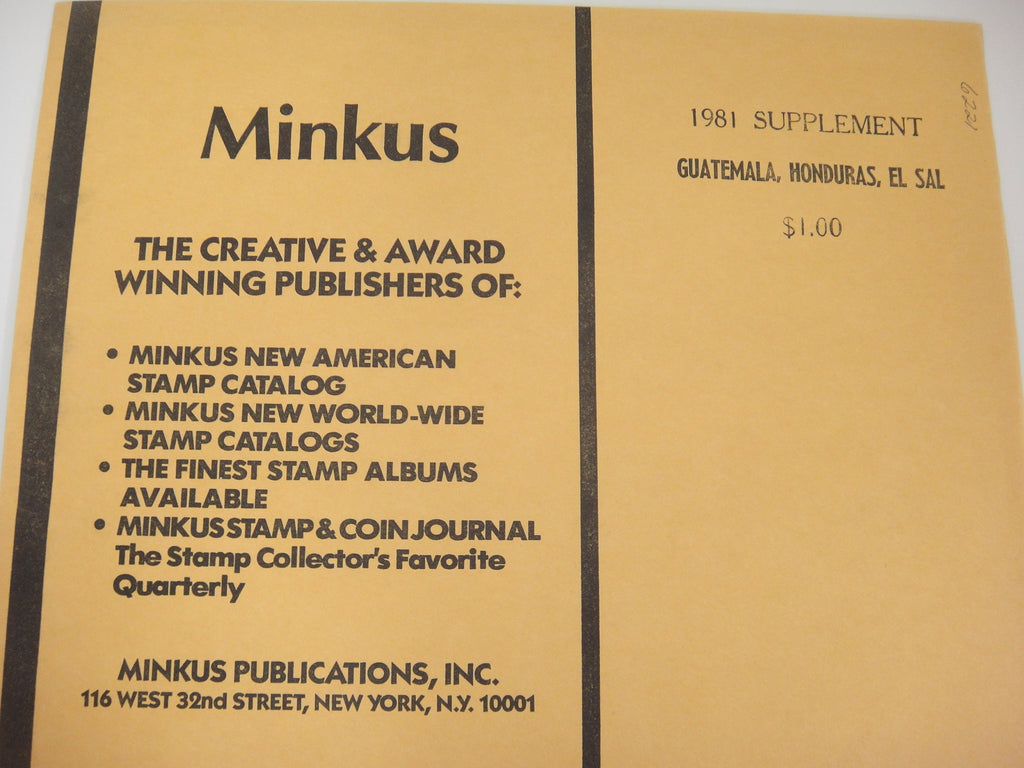 Minkus
THE CREATIVE & AWARD
WINNING PUBLISHERS OF:
• MINKUS NEW AMERICAN
STAMP CATALOG
• MINKUS NEW WORLD-WIDE
STAMP CATALOGS
• THE FINEST STAMP ALBUMS
AVAILABLE
• MINKUS STAMP & COIN JOURNAL
The Stamp Collector's Favorite
Quarterly
MINKUS PUBLICATIONS, INC.
116 WEST 32nd STREET, NEW YORK, N.Y. 10001
1981 SUPPLEMENT
GUATEMALA, HONDURAS, EL SAL
$1.00
6221